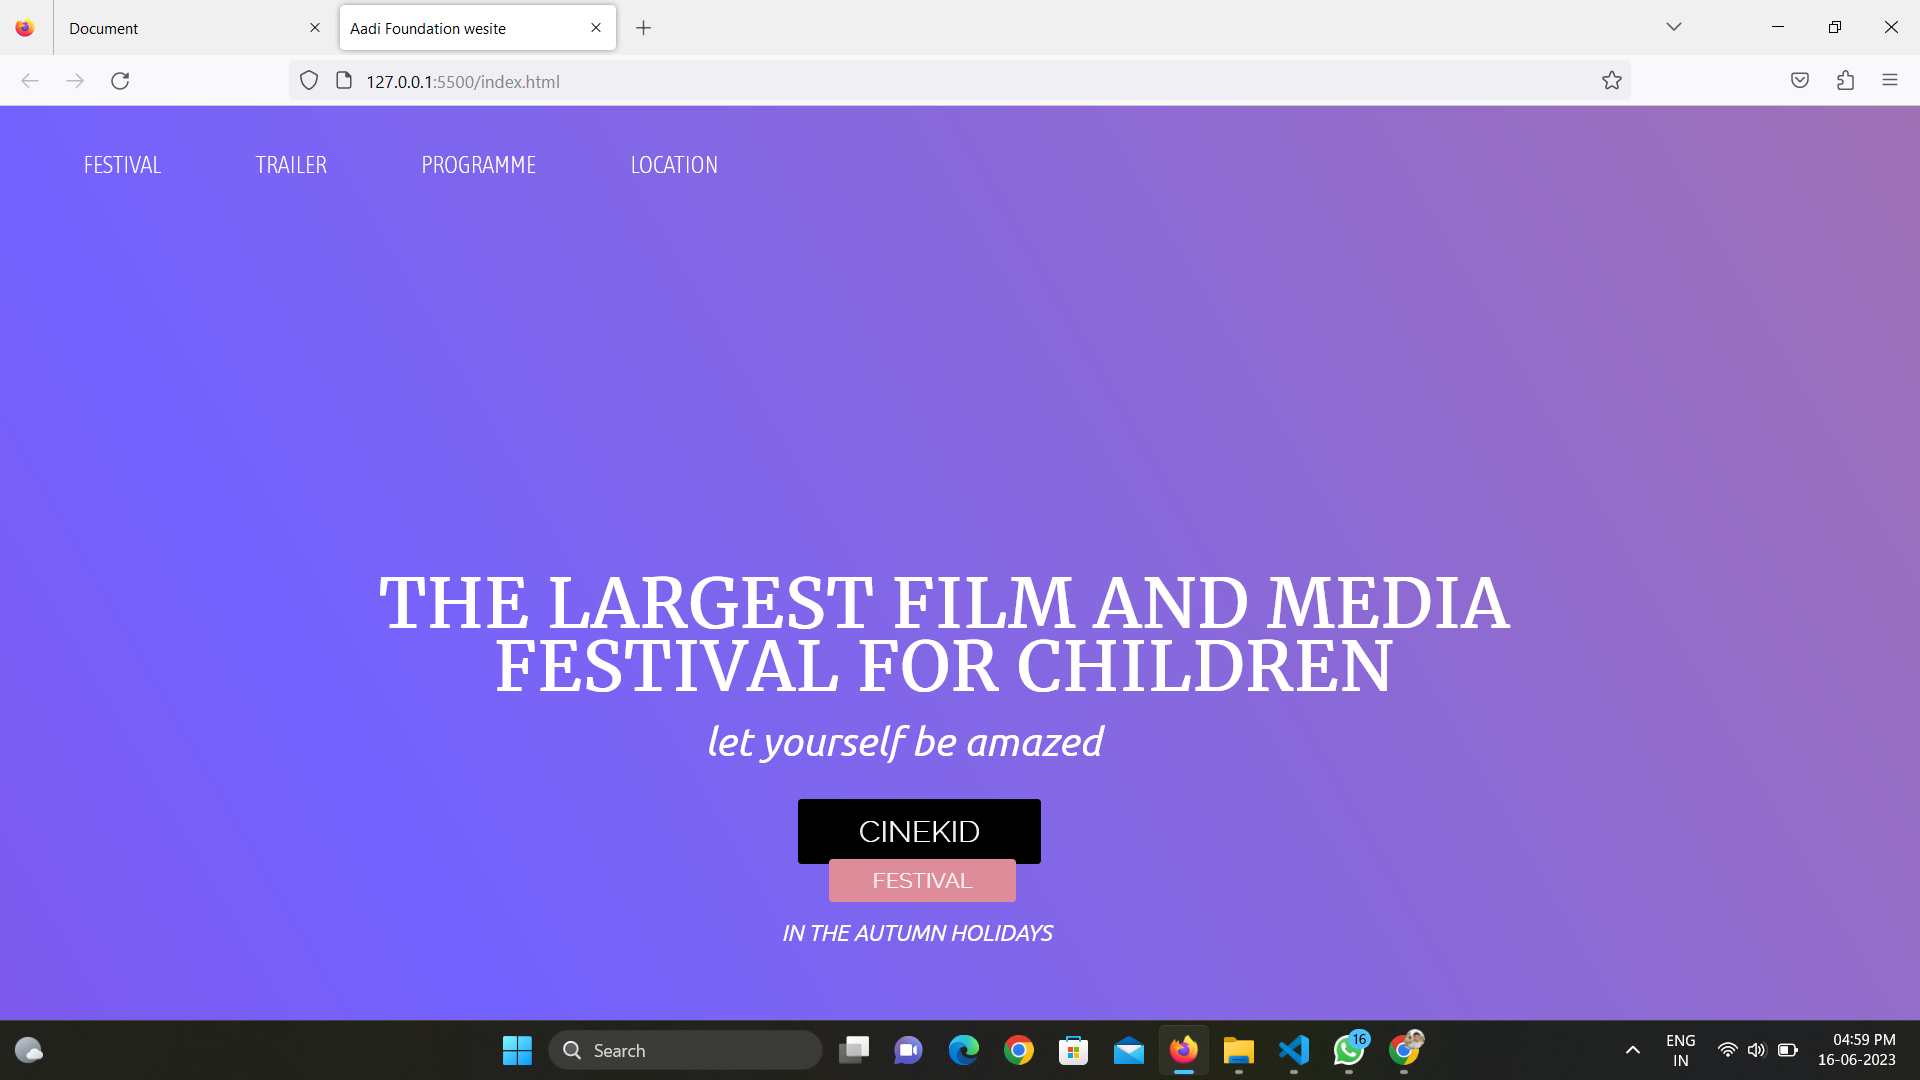 Document
Aadi Foundation wesite
127.0.0.1:5500/index.html
FESTIVAL TRAILER PROGRAMME LOCATION
THE LARGEST FILM AND MEDIA
FESTIVAL FOR CHILDREN
let yourself be amazed
CINEKID
FESTIVAL
IN THE AUTUMN HOLIDAYS
Search
16
ENG
IN
04:59 PM
16-06-2023